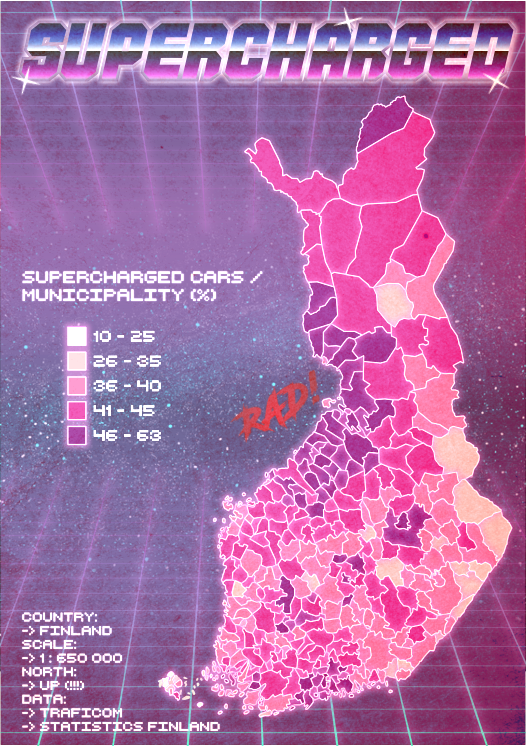 SUPERCHARGED
SUPERCHARGED CARS /
MUNICIPALITY (%)
10 - 25
26 - 35
36 - 40
41 - 45
46 - 63
RAD!
COUNTRY:
-> FINLAND
SCALE:
-> 1: 650 000
NORTH:
-> UP (!!!)
DATA:
-> TRAFICOM
-> STATISTICS FINLAND